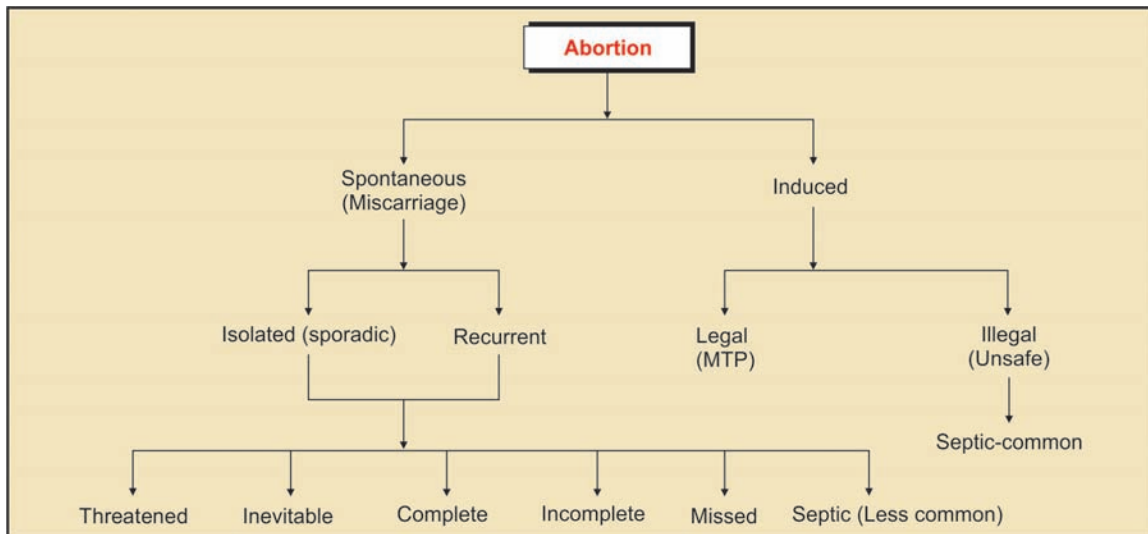 Abortion
Spontaneous
(Miscarriage)
Induced
Isolated (sporadic)
Recurrent
Legal
(MTP)
Illegal
(Unsafe)
Septic-common
Threatened
Inevitable
Complete
Incomplete
Missed
Septic (Less common)